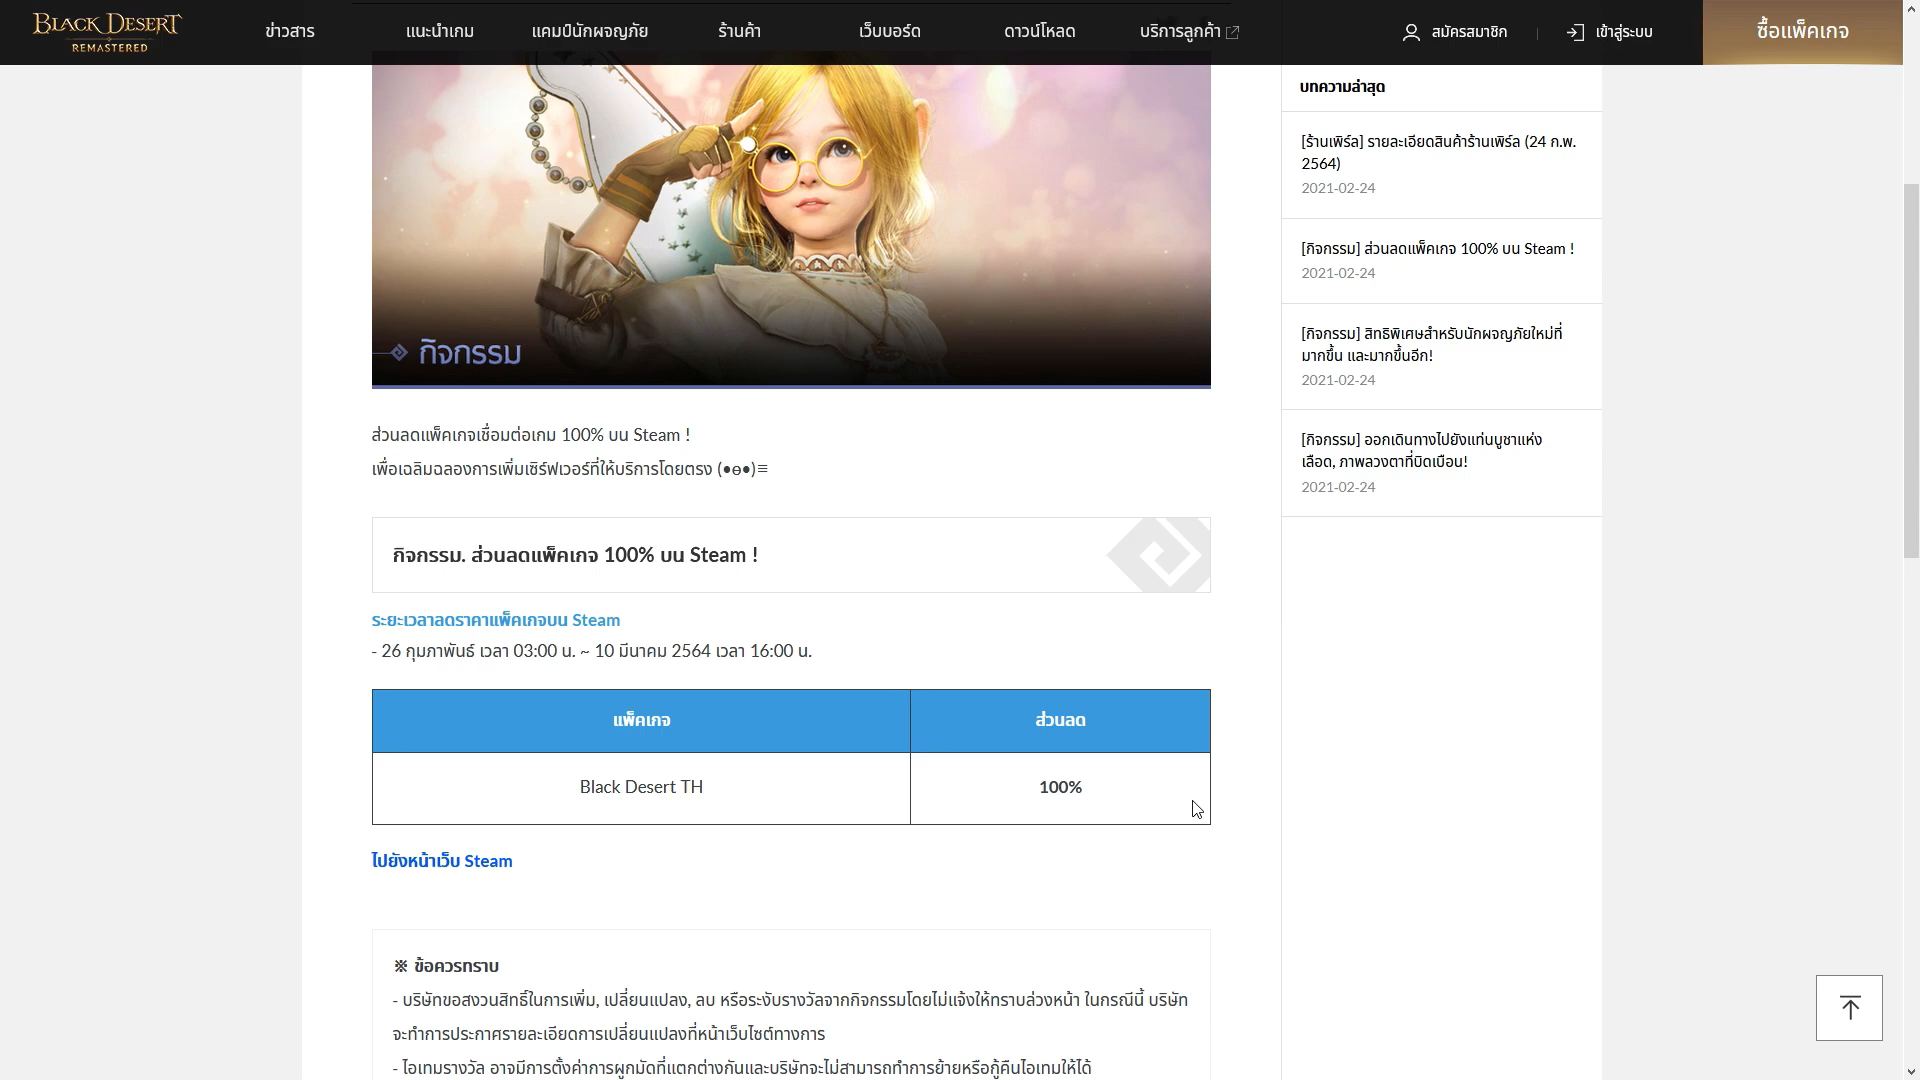 BLACK DESERT
REMASTERED
ข่าวสาร
แนะนำเกม
แคมป์นักผจญภัย
ร้านค้า
เว็บบอร์ด
ดาวน์โหลด
บริการลูกค้า
สมัครสมาชิก
เข้าสู่ระบบ
ซื้อแพ็คเกจ
กิจกรรม
ส่วนลดแพ็คเกจเชื่อมต่อเกม 100% บน Steam !
เพื่อเฉลิมฉลองการเพิ่มเซิร์ฟเวอร์ที่ให้บริการโดยตรง (●ө●)≡
กิจกรรม. ส่วนลดแพ็คเกจ 100% บน Steam !
ระยะเวลาลดราคาแพ็คเกจบน Steam
- 26 กุมภาพันธ์ เวลา 03:00 น. ~ 10 มีนาคม 2564 เวลา 16:00 น.
แพ็คเกจ
ส่วนลด
Black Desert TH
100%
ไปยังหน้าเว็บ Steam
※ ข้อควรทราบ
- บริษัทขอสงวนสิทธิ์ในการเพิ่ม, เปลี่ยนแปลง, ลบ หรือระงับรางวัลจากกิจกรรมโดยไม่แจ้งให้ทราบล่วงหน้า ในกรณีนี้ บริษัท
จะทำการประกาศรายละเอียดการเปลี่ยนแปลงที่หน้าเว็บไซต์ทางการ
- ไอเทมรางวัล อาจมีการตั้งค่าการผูกมัดที่แตกต่างกันและบริษัทจะไม่สามารถทำการย้ายหรือกู้คืนไอเทมให้ได้
บทความล่าสุด
[ร้านเพิร์ล] รายละเอียดสินค้าร้านเพิร์ล (24 ก.พ.
2564)
2021-02-24
[กิจกรรม] ส่วนลดแพ็คเกจ 100% บน Steam !
2021-02-24
[กิจกรรม] สิทธิพิเศษสำหรับนักผจญภัยใหม่ที่
มากขึ้น และมากขึ้นอีก!
2021-02-24
[กิจกรรม] ออกเดินทางไปยังแท่นบูชาแห่ง
เลือด, ภาพลวงตาที่บิดเบือน!
2021-02-24